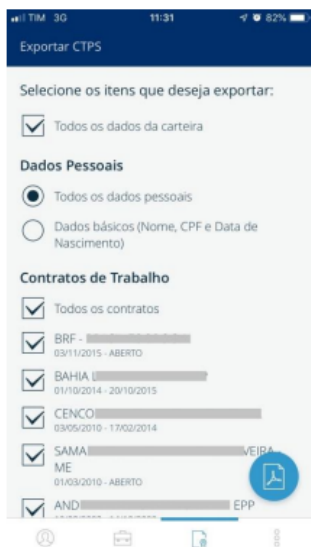 TIM 3G 11:31 82%
Exportar CTPS
Selecione os itens que deseja exportar:
Todos os dados da carteira
Dados Pessoais
Todos os dados pessoais
Dados básicos (Nome, CPF e Data de
Nascimento)
Contratos de Trabalho
Todos os contratos
BRF -
03/11/2015 - ABERTO
BAHIA
01/10/2014 - 20/10/2015
CENCO
03/05/2010 - 17/02/2014
SAMA VEIRA -
ME
01/03/2010 - ABERTO
AND EPP